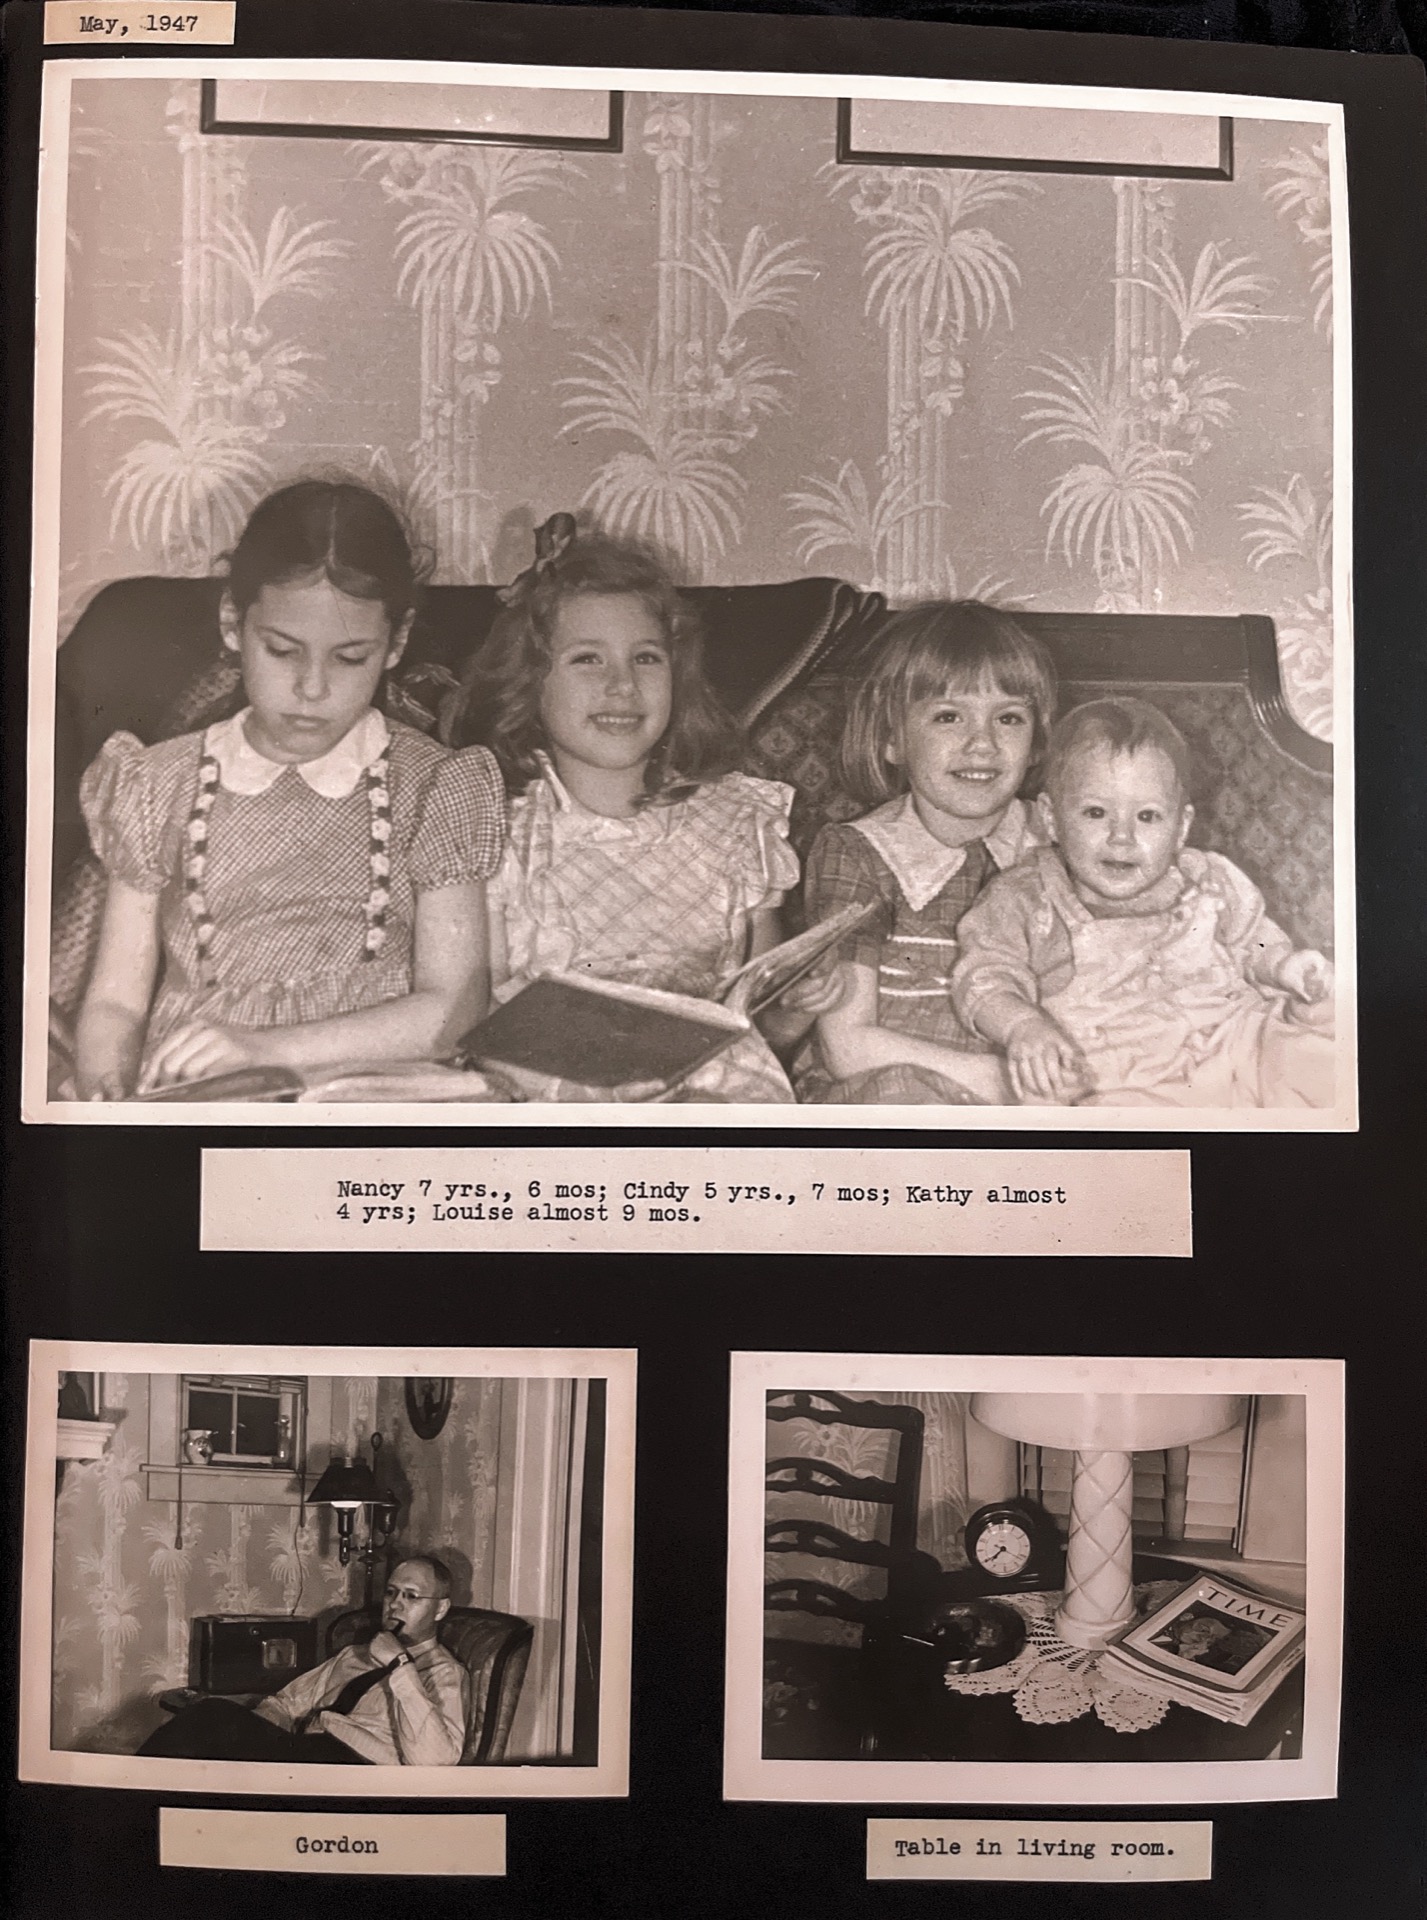 May, 1947
Nancy 7 yrs., 6 mos; Cindy 5 yrs., 7 mos; Kathy almost
4 yrs; Louise almost 9 mos.
Gordon
TIME
Table in living room.